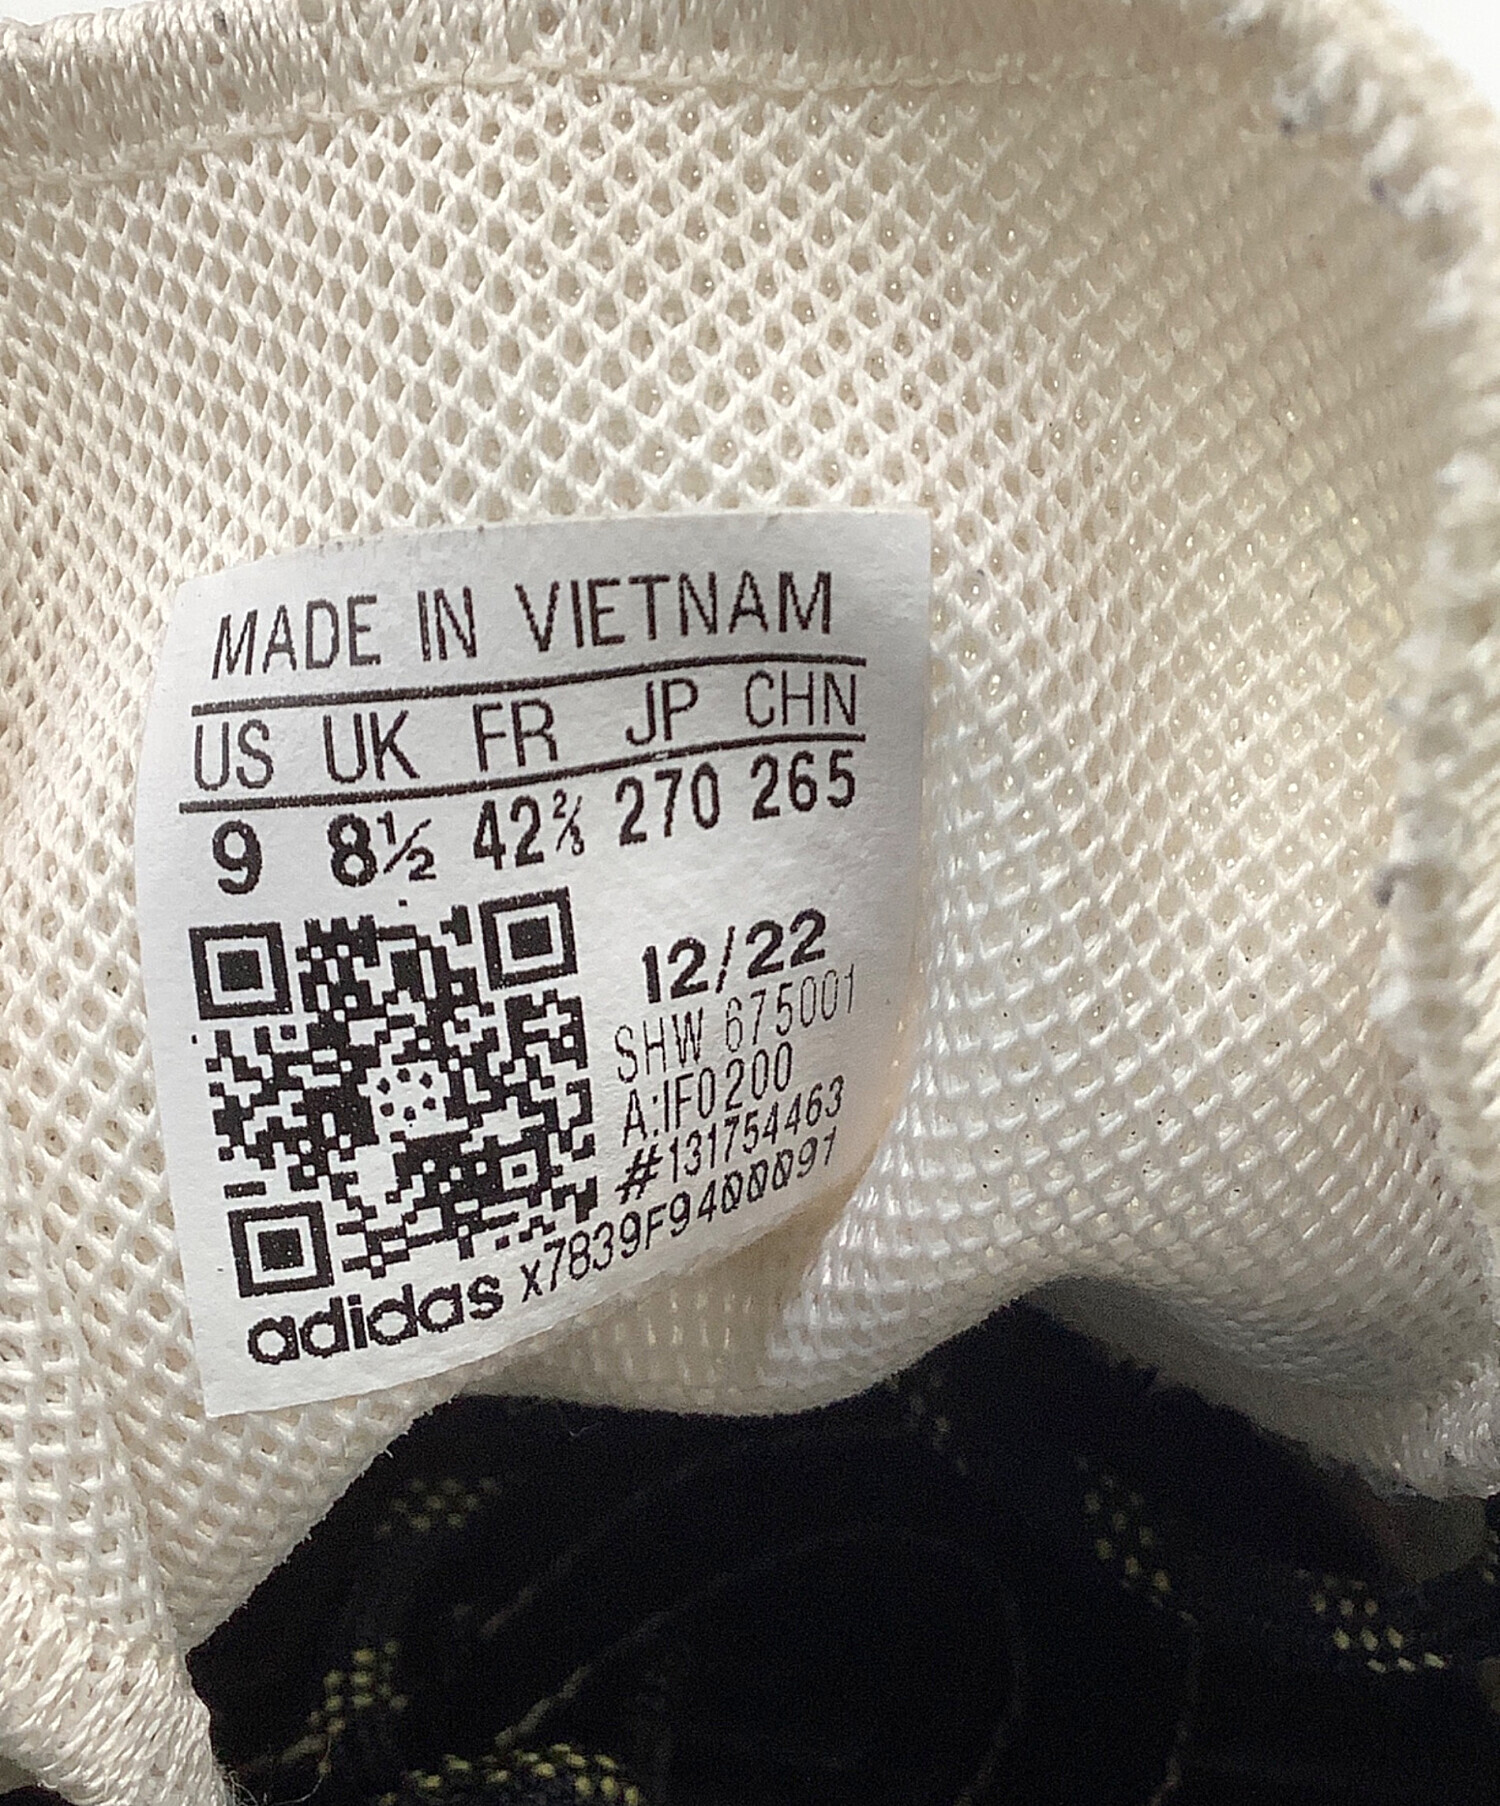 MADE IN VIETNAM
US UK FR JP CHN
9 8½ 42⅔ 270 265
12/22
SHW 675001
A:IF0200
#131754463
adidas x7839F9400091